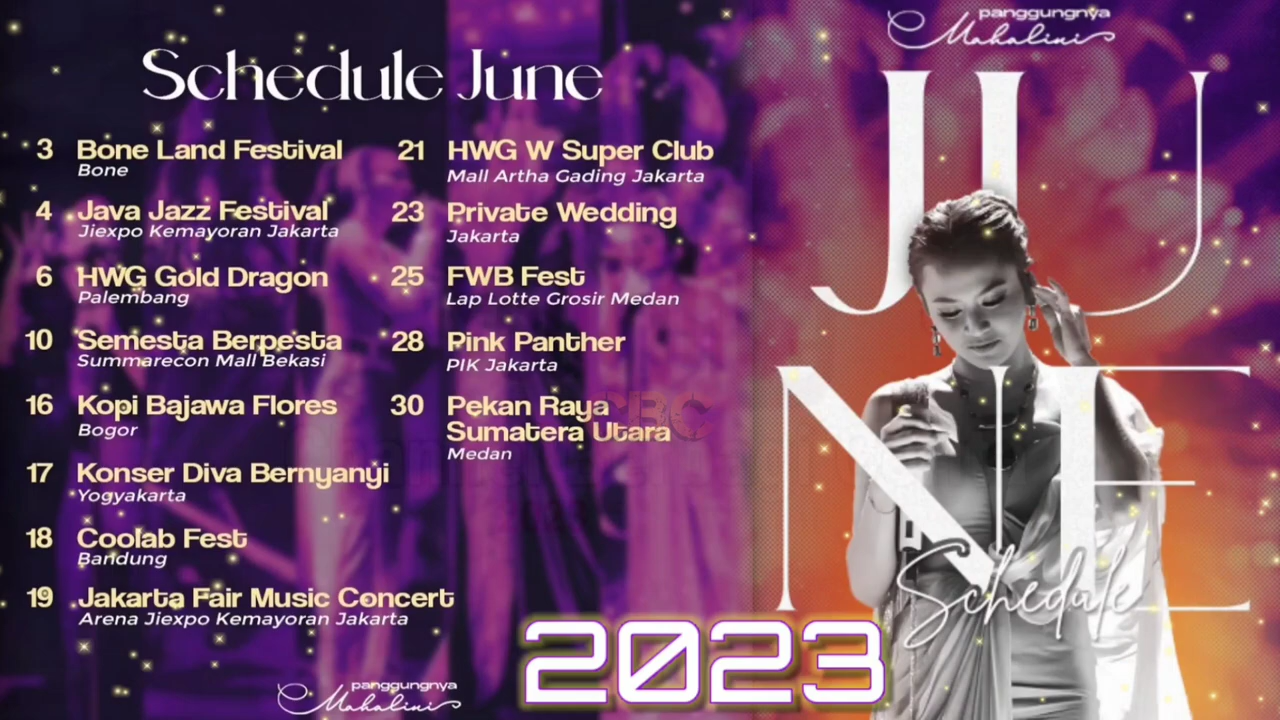 Schedule June
3 Bone Land Festival
Bone
4 Java Jazz Festival
Jiexpo Kemayoran Jakarta
6 HWG Gold Dragon
Palembang
10 Semesta Berpesta
Summarecon Mall Bekasi
16 Kopi Bajawa Flores
Bogor
17 Konser Diva Bernyanyi
Yogyakarta
18 Coolab Fest
Bandung
19 Jakarta Fair Music Concert
Arena Jiexpo Kemayoran Jakarta
21 HWG W Super Club
Mall Artha Gading Jakarta
23 Private Wedding
Jakarta
25 FWB Fest
Lap Lotte Grosir Medan
28 Pink Panther
PIK Jakarta
30 Pekan Raya
Sumatera Utara
Medan
panggungnya
Mahalini
2023
panggungnya
Mahalini
JU
NE
Schedule